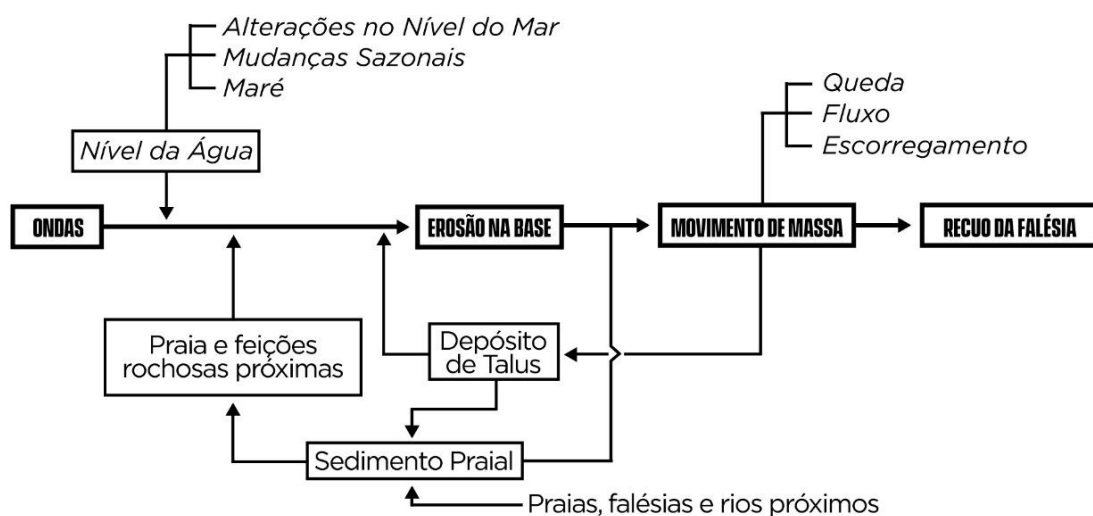 Alterações no Nível do Mar
Mudanças Sazonais
Maré
Queda
Fluxo
Escorregamento
Nível da Água
ONDAS
EROSÃO NA BASE
MOVIMENTO DE MASSA
RECUO DA FALÉSIA
Praia e feições
rochosas próximas
Depósito
de Talus
Sedimento Praial
Praias, falésias e rios próximos